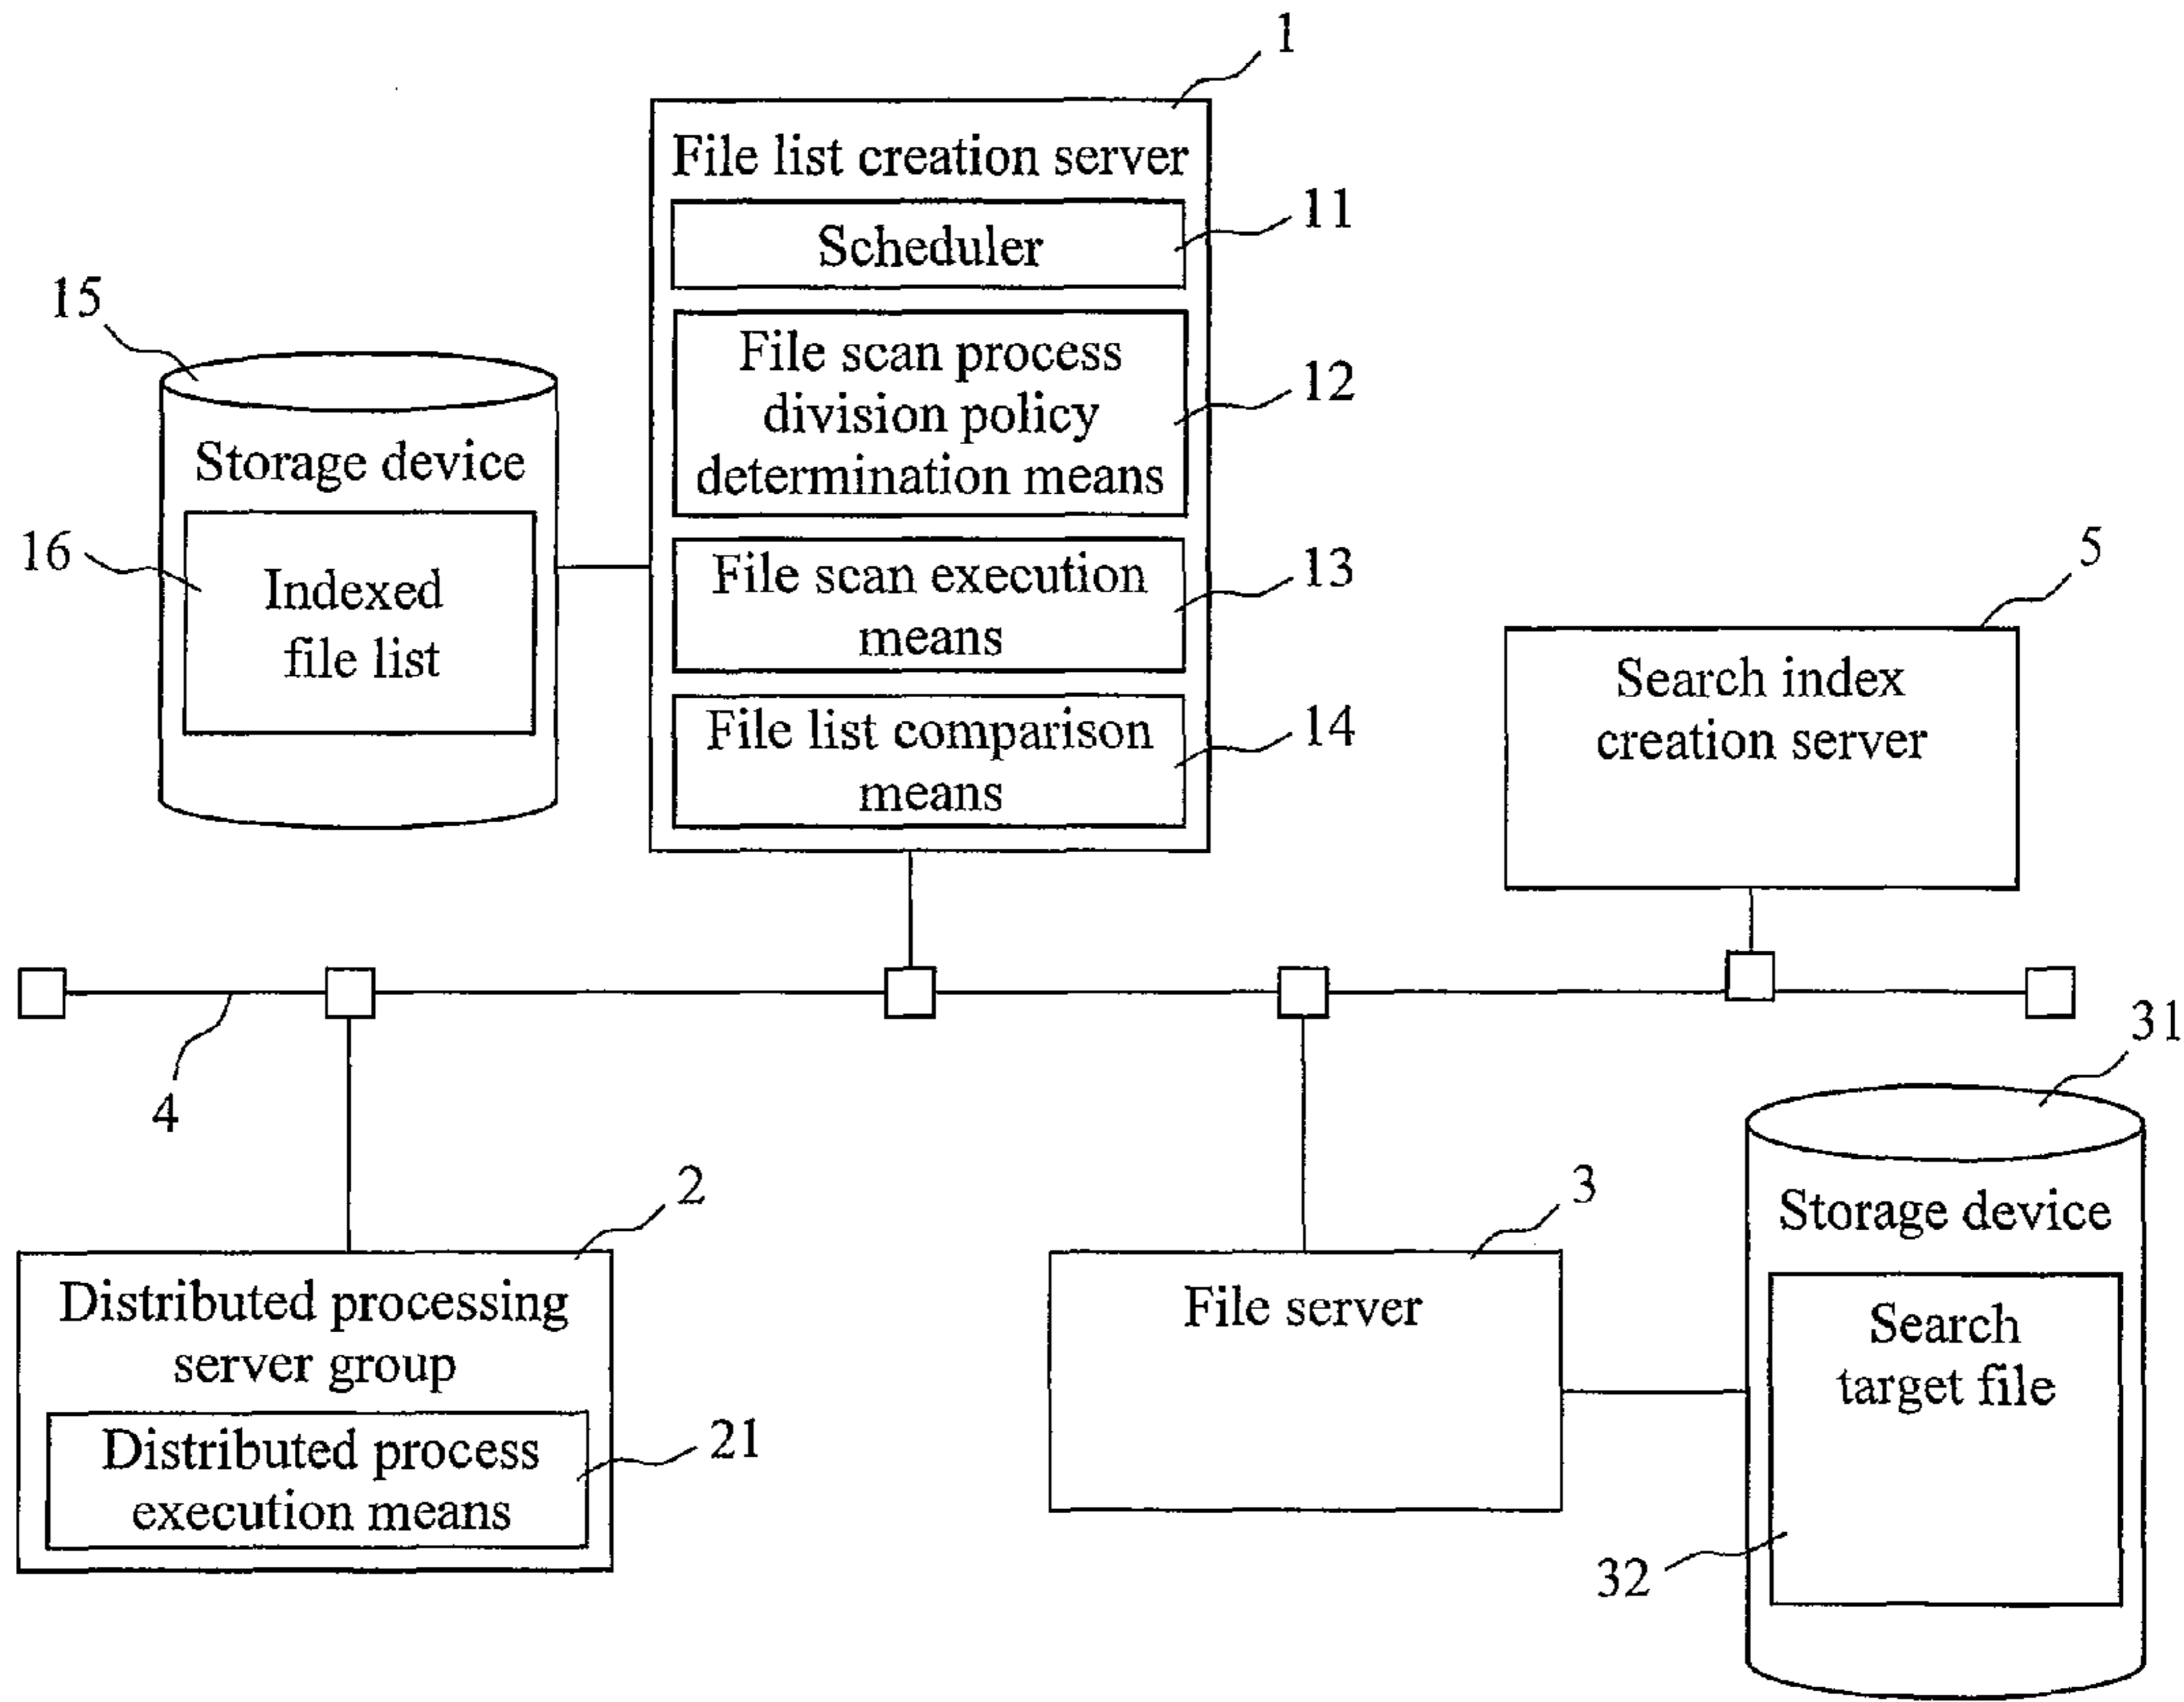 1
File list creation server
11
Scheduler
15
File scan process
division policy
determination means
12
Storage device
16
Indexed
file list
File scan execution
means
13
5
File list comparison
means
14
Search index
creation server
4
31
2
3
Storage device
Distributed processing
server group
File server
Search
target file
Distributed process
execution means
21
32